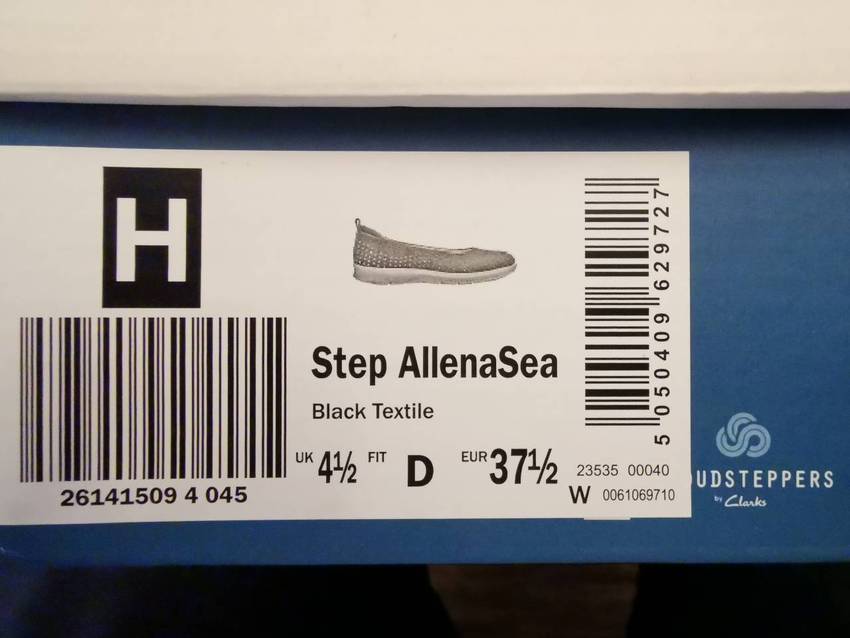 H
26141509 4 045
Step AllenaSea
Black Textile
UK 4½ FIT D EUR 37½
5 050409 629727
23535 00040
W 0061069710
UDSTEPPERS
by Clarks